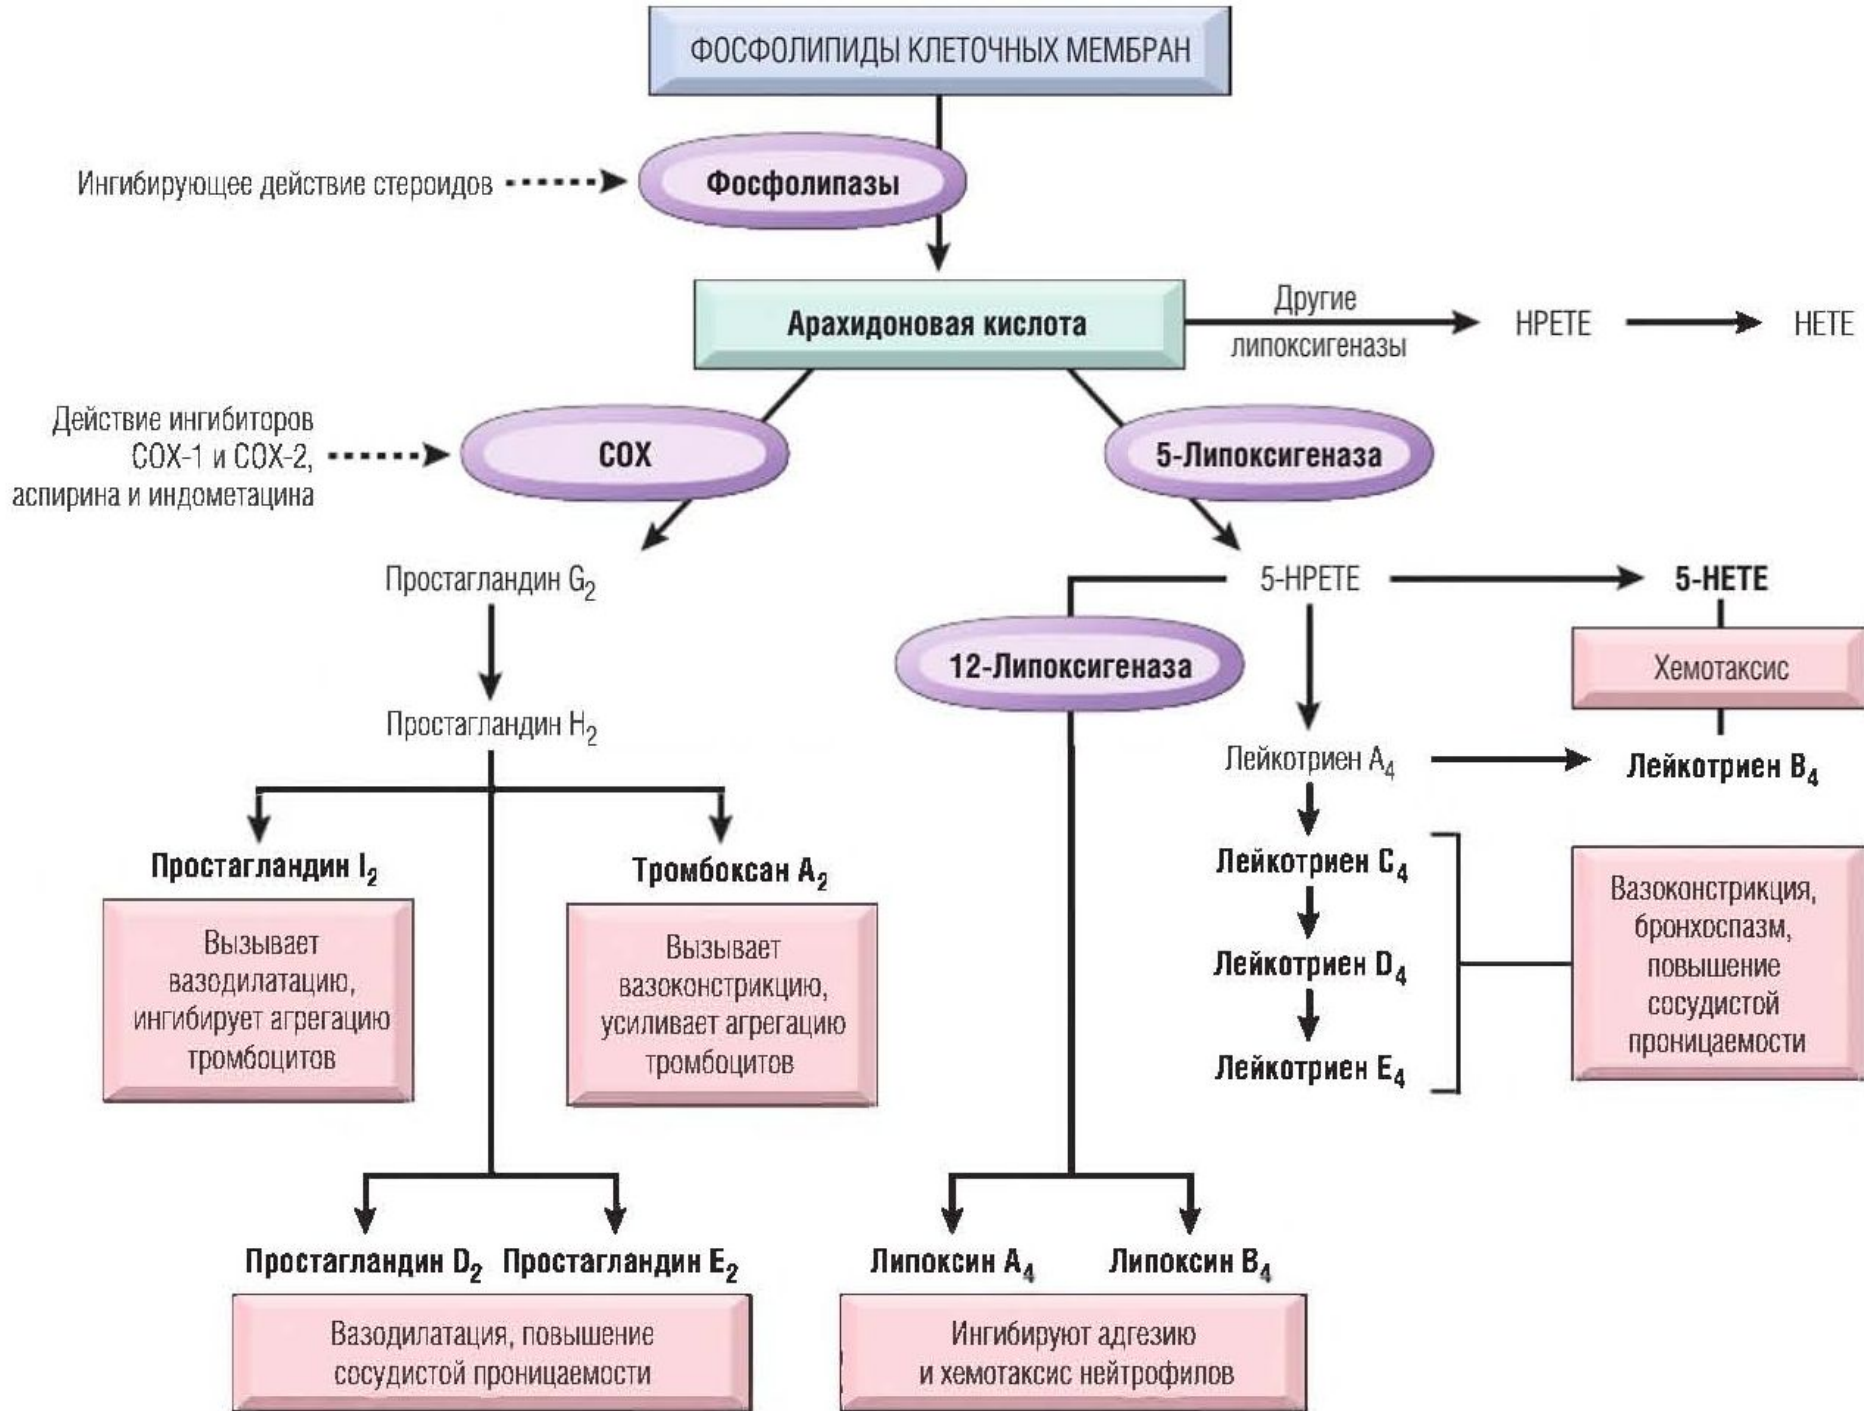 ФОСФОЛИПИДЫ КЛЕТОЧНЫХ МЕМБРАН
Ингибирующее действие стероидов
Фосфолипазы
Арахидоновая кислота
Другие
липоксигеназы
HPETE
HETE
Действие ингибиторов
COX-1 и COX-2,
аспирина и индометацина
COX
5-Липоксигеназа
Простагландин G₂
5-HPETE
5-HETE
12-Липоксигеназа
Хемотаксис
Простагландин H₂
Лейкотриен A₄
Лейкотриен B₄
Простагландин I₂
Тромбоксан A₂
Лейкотриен C₄
Лейкотриен D₄
Лейкотриен E₄
Вызывает
вазодилатацию,
ингибирует агрегацию
тромбоцитов
Вызывает
вазоконстрикцию,
усиливает агрегацию
тромбоцитов
Вазоконстрикция,
бронхоспазм,
повышение
сосудистой
проницаемости
Простагландин D₂
Простагландин E₂
Липоксин A₄
Липоксин B₄
Вазодилатация, повышение
сосудистой проницаемости
Ингибируют адгезию
и хемотаксис нейтрофилов